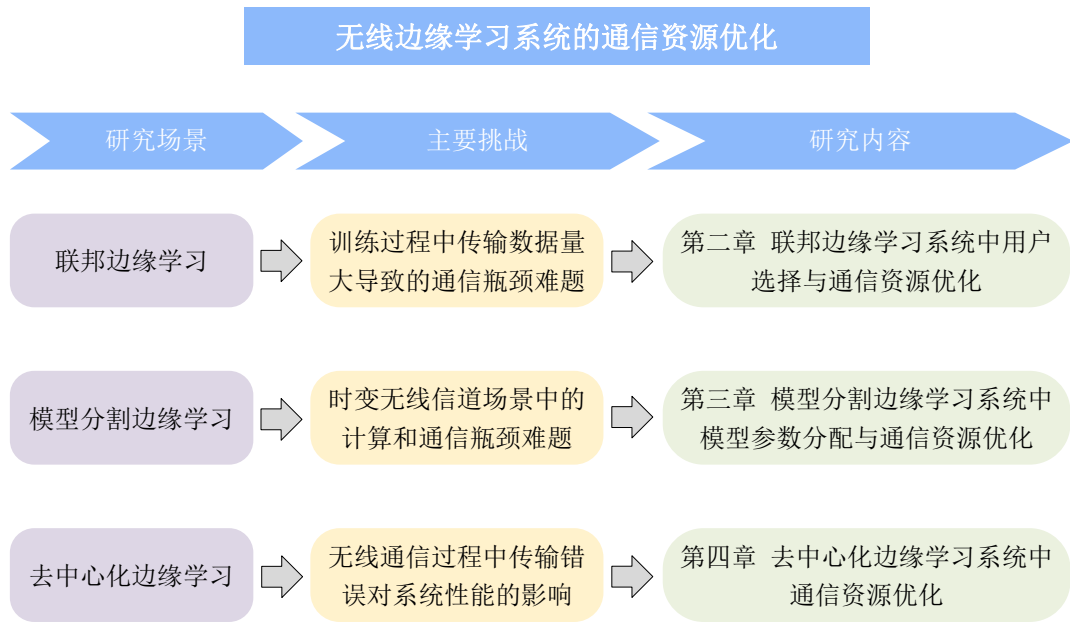 无线边缘学习系统的通信资源优化
研究场景
主要挑战
研究内容
联邦边缘学习
训练过程中传输数据量
大导致的通信瓶颈难题
第二章 联邦边缘学习系统中用户
选择与通信资源优化
模型分割边缘学习
时变无线信道场景中的
计算和通信瓶颈难题
第三章 模型分割边缘学习系统中
模型参数分配与通信资源优化
去中心化边缘学习
无线通信过程中传输错
误对系统性能的影响
第四章 去中心化边缘学习系统中
通信资源优化